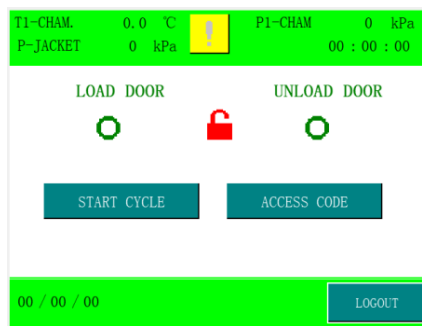 T1-CHAM. 0.0 ℃ P1-CHAM 0 kPa
P-JACKET 0 kPa ! 00 : 00 : 00
LOAD DOOR UNLOAD DOOR
START CYCLE ACCESS CODE
00 / 00 / 00 LOGOUT